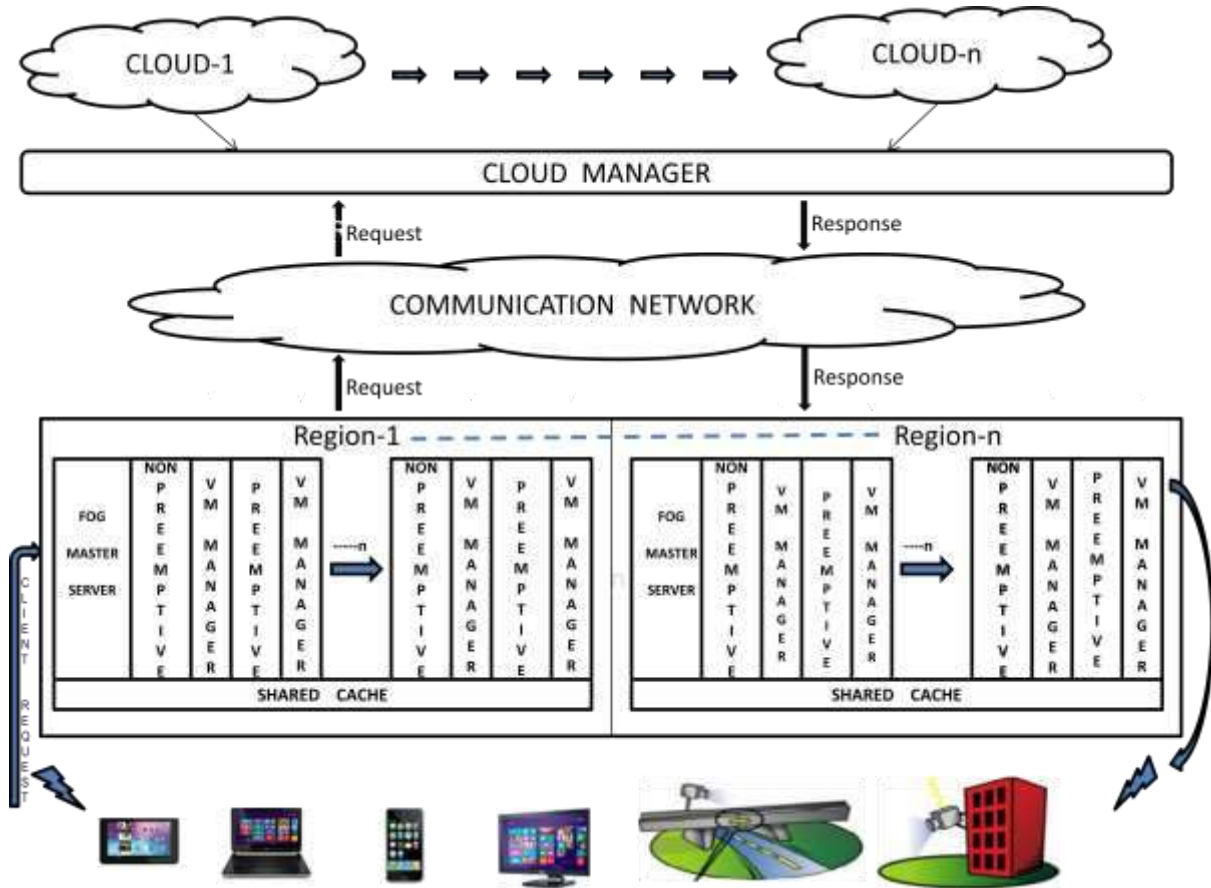 CLOUD-1
CLOUD-n
CLOUD MANAGER
Request
Response
COMMUNICATION NETWORK
Request
Response
Region-1
Region-n
FOG
MASTER
SERVER
NON
PREEMPTIVE
VM MANAGER
PREEMPTIVE
VM MANAGER
-----n
NON
PREEMPTIVE
VM MANAGER
PREEMPTIVE
VM MANAGER
SHARED CACHE
FOG
MASTER
SERVER
NON
PREEMPTIVE
VM MANAGER
PREEMPTIVE
VM MANAGER
----n
NON
PREEMPTIVE
VM MANAGER
PREEMPTIVE
VM MANAGER
SHARED CACHE
CLIENT REQUEST